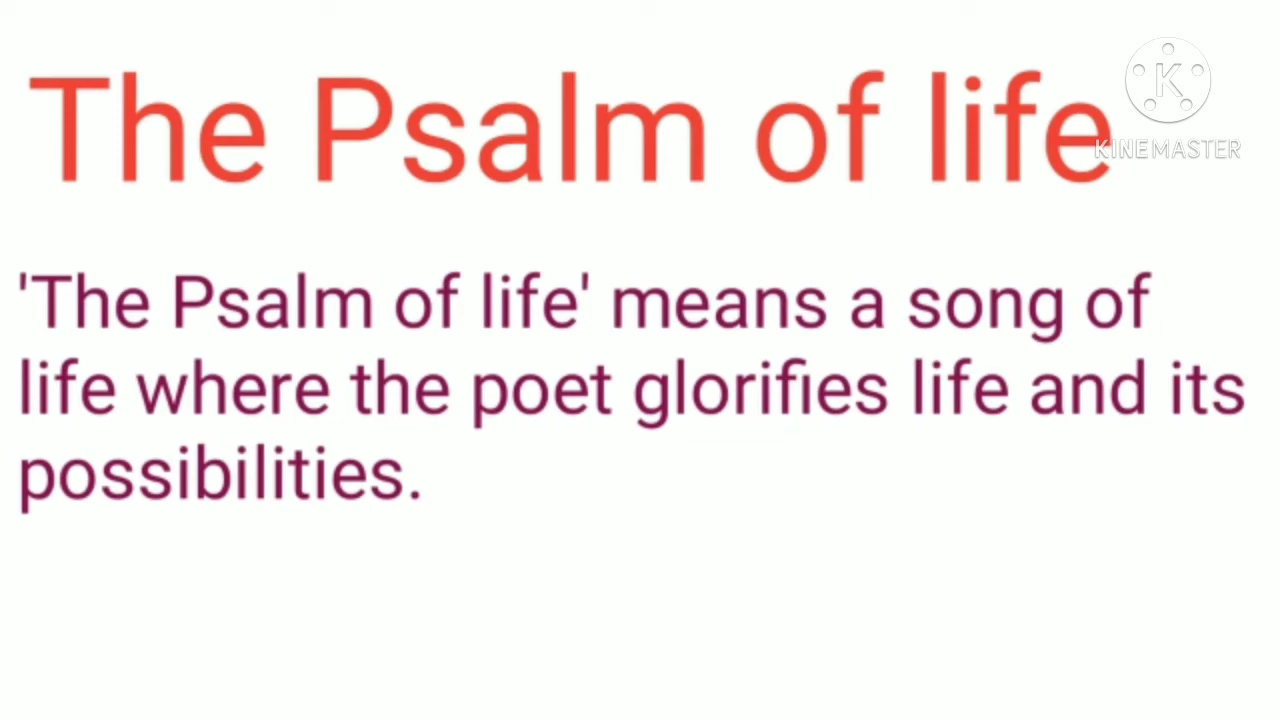 The Psalm of life
K
KINEMASTER
'The Psalm of life' means a song of
life where the poet glorifies life and its
possibilities.